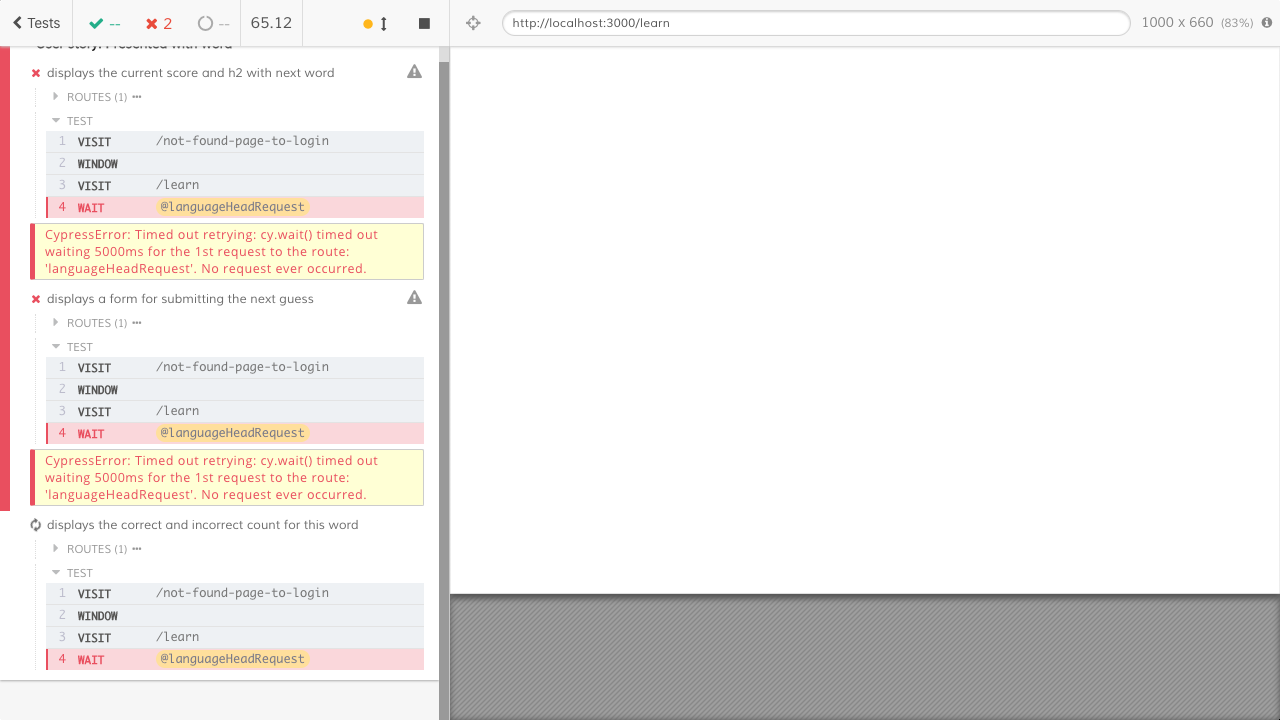 Tests
--
2
--
65.12
http://localhost:3000/learn
1000 x 660 (83%)
User story: Presented with word
displays the current score and h2 with next word
ROUTES (1)
TEST
1 VISIT /not-found-page-to-login
2 WINDOW
3 VISIT /learn
4 WAIT @languageHeadRequest
CypressError: Timed out retrying: cy.wait() timed out
waiting 5000ms for the 1st request to the route:
'languageHeadRequest'. No request ever occurred.
displays a form for submitting the next guess
ROUTES (1)
TEST
1 VISIT /not-found-page-to-login
2 WINDOW
3 VISIT /learn
4 WAIT @languageHeadRequest
CypressError: Timed out retrying: cy.wait() timed out
waiting 5000ms for the 1st request to the route:
'languageHeadRequest'. No request ever occurred.
displays the correct and incorrect count for this word
ROUTES (1)
TEST
1 VISIT /not-found-page-to-login
2 WINDOW
3 VISIT /learn
4 WAIT @languageHeadRequest